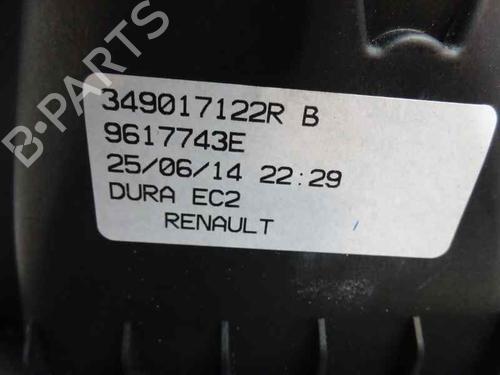 B-PARTS
349017122R B
9617743E
25/06/14 22:29
DURA EC2
RENAULT